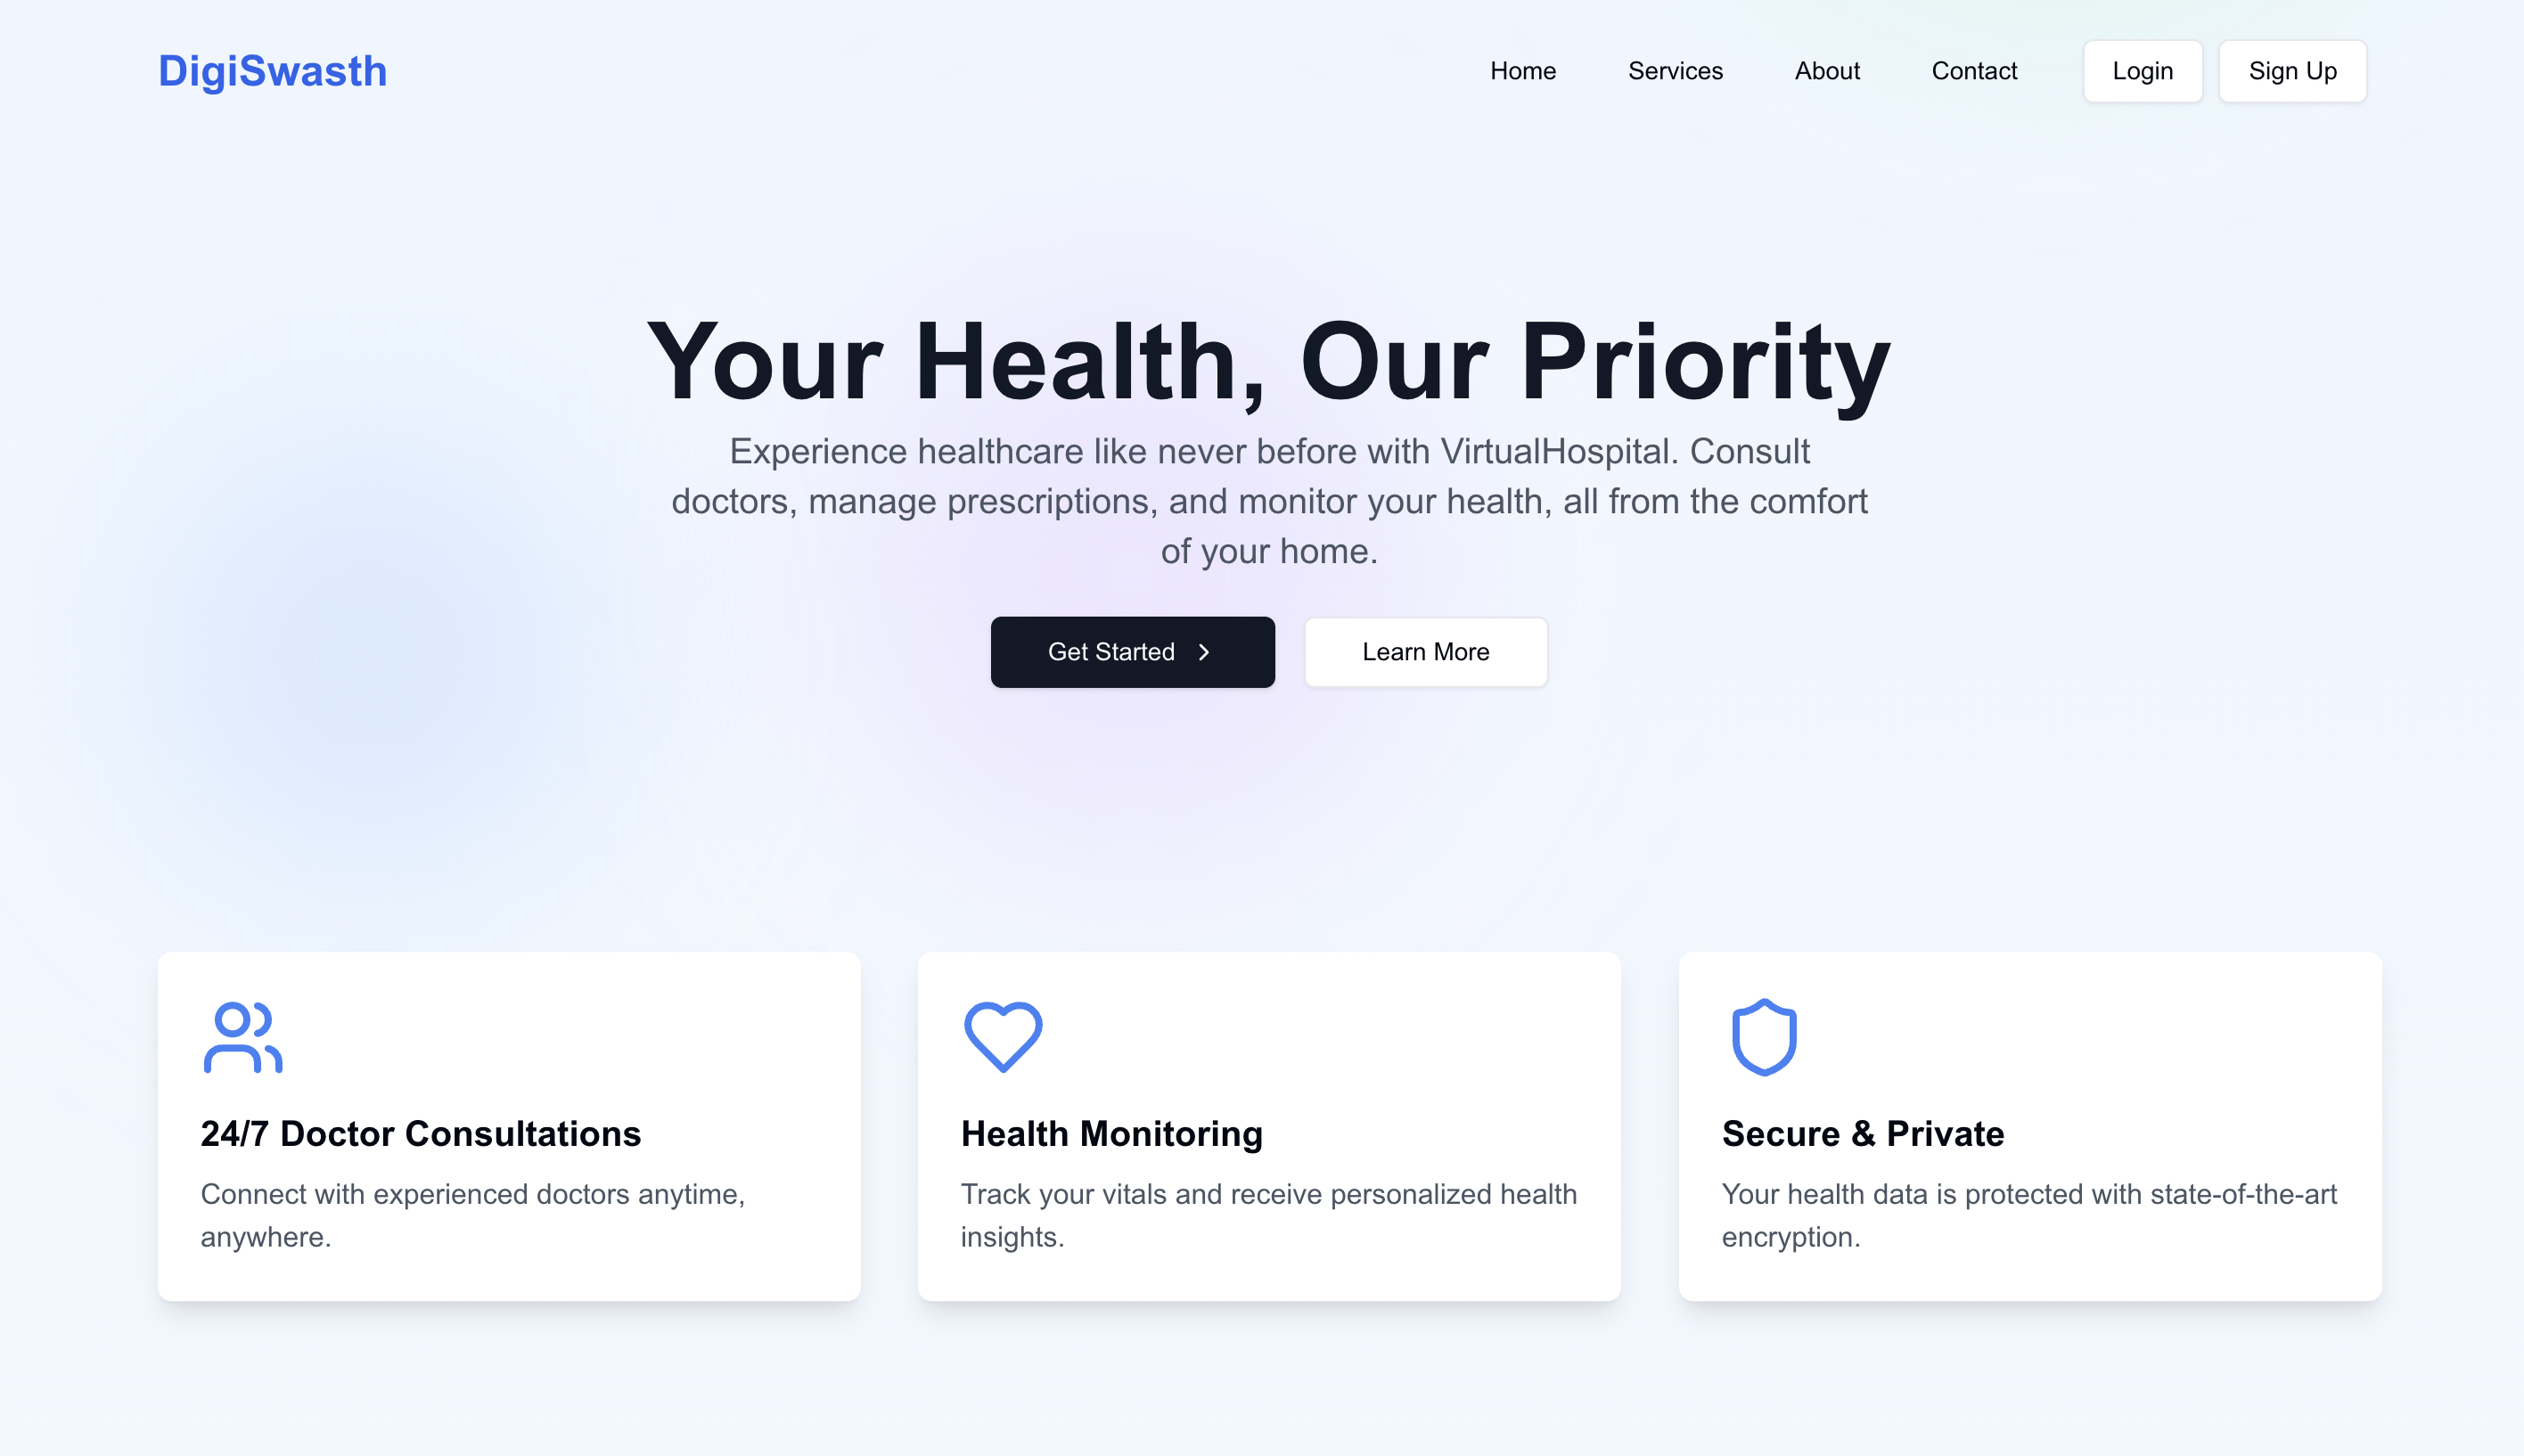 DigiSwasth
Home
Services
About
Contact
Login
Sign Up
Your Health, Our Priority
Experience healthcare like never before with VirtualHospital. Consult
doctors, manage prescriptions, and monitor your health, all from the comfort
of your home.
Get Started
Learn More
24/7 Doctor Consultations
Connect with experienced doctors anytime,
anywhere.
Health Monitoring
Track your vitals and receive personalized health
insights.
Secure & Private
Your health data is protected with state-of-the-art
encryption.